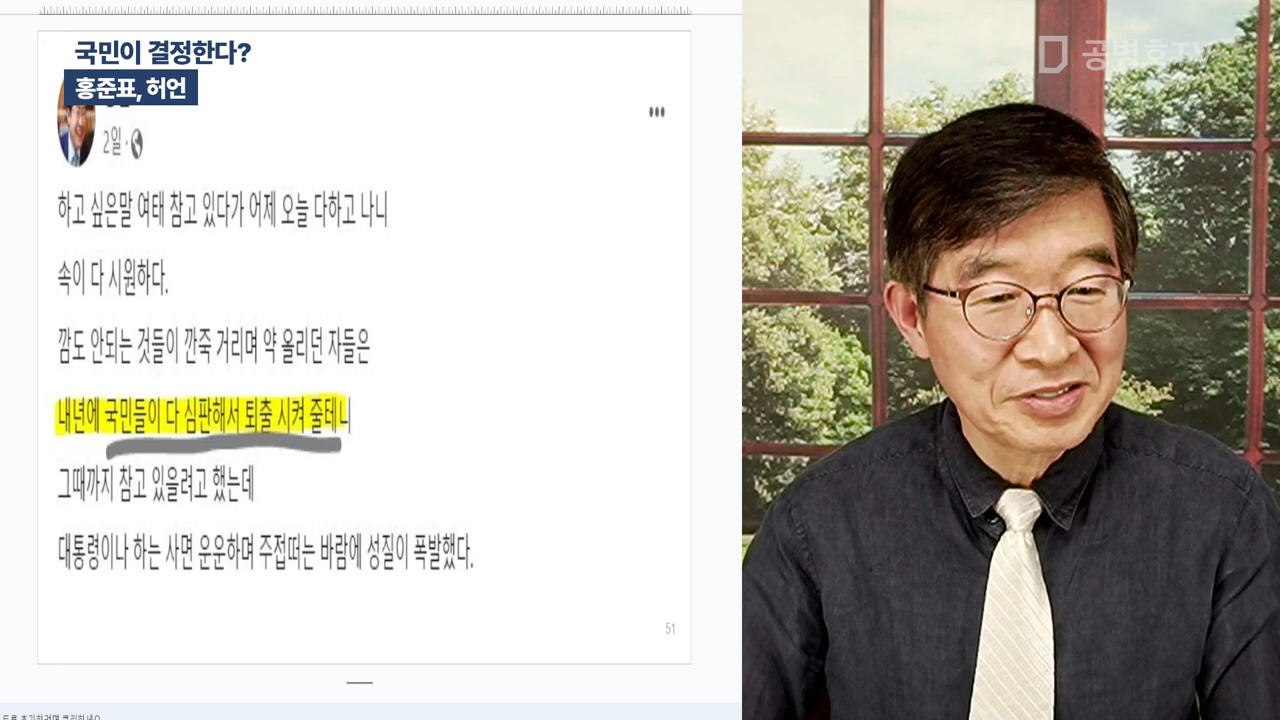 국민이 결정한다?
홍준표, 허언
공병호TV
2일 ·
하고 싶은말 여태 참고 있다가 어제 오늘 다하고 나니
속이 다 시원하다.
깜도 안되는 것들이 깐죽 거리며 약 올리던 자들은
내년에 국민들이 다 심판해서 퇴출 시켜 줄테니
그때까지 참고 있을려고 했는데
대통령이나 하는 사면 운운하며 주접떠는 바람에 성질이 폭발했다.
51